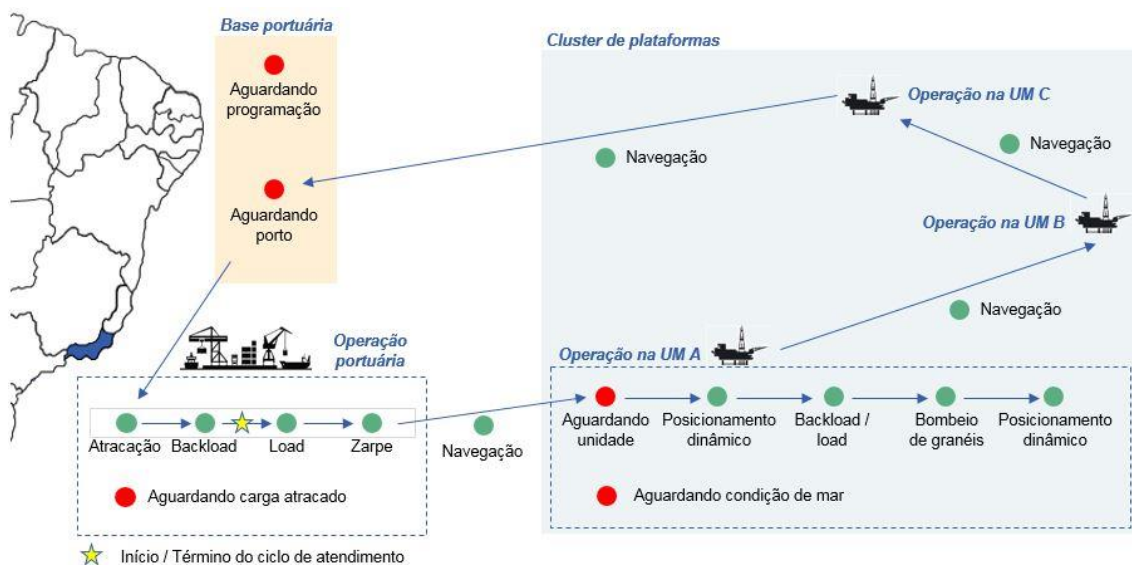 Base portuária
Aguardando
programação
Aguardando
porto
Cluster de plataformas
Operação na UM C
Navegação
Navegação
Operação na UM B
Navegação
Operação na UM A
Operação
portuária
Atracação
Backload
Load
Zarpe
Aguardando carga atracado
Navegação
Aguardando
unidade
Posicionamento
dinâmico
Backload /
load
Bombeio
de granéis
Posicionamento
dinâmico
Aguardando condição de mar
Início / Término do ciclo de atendimento